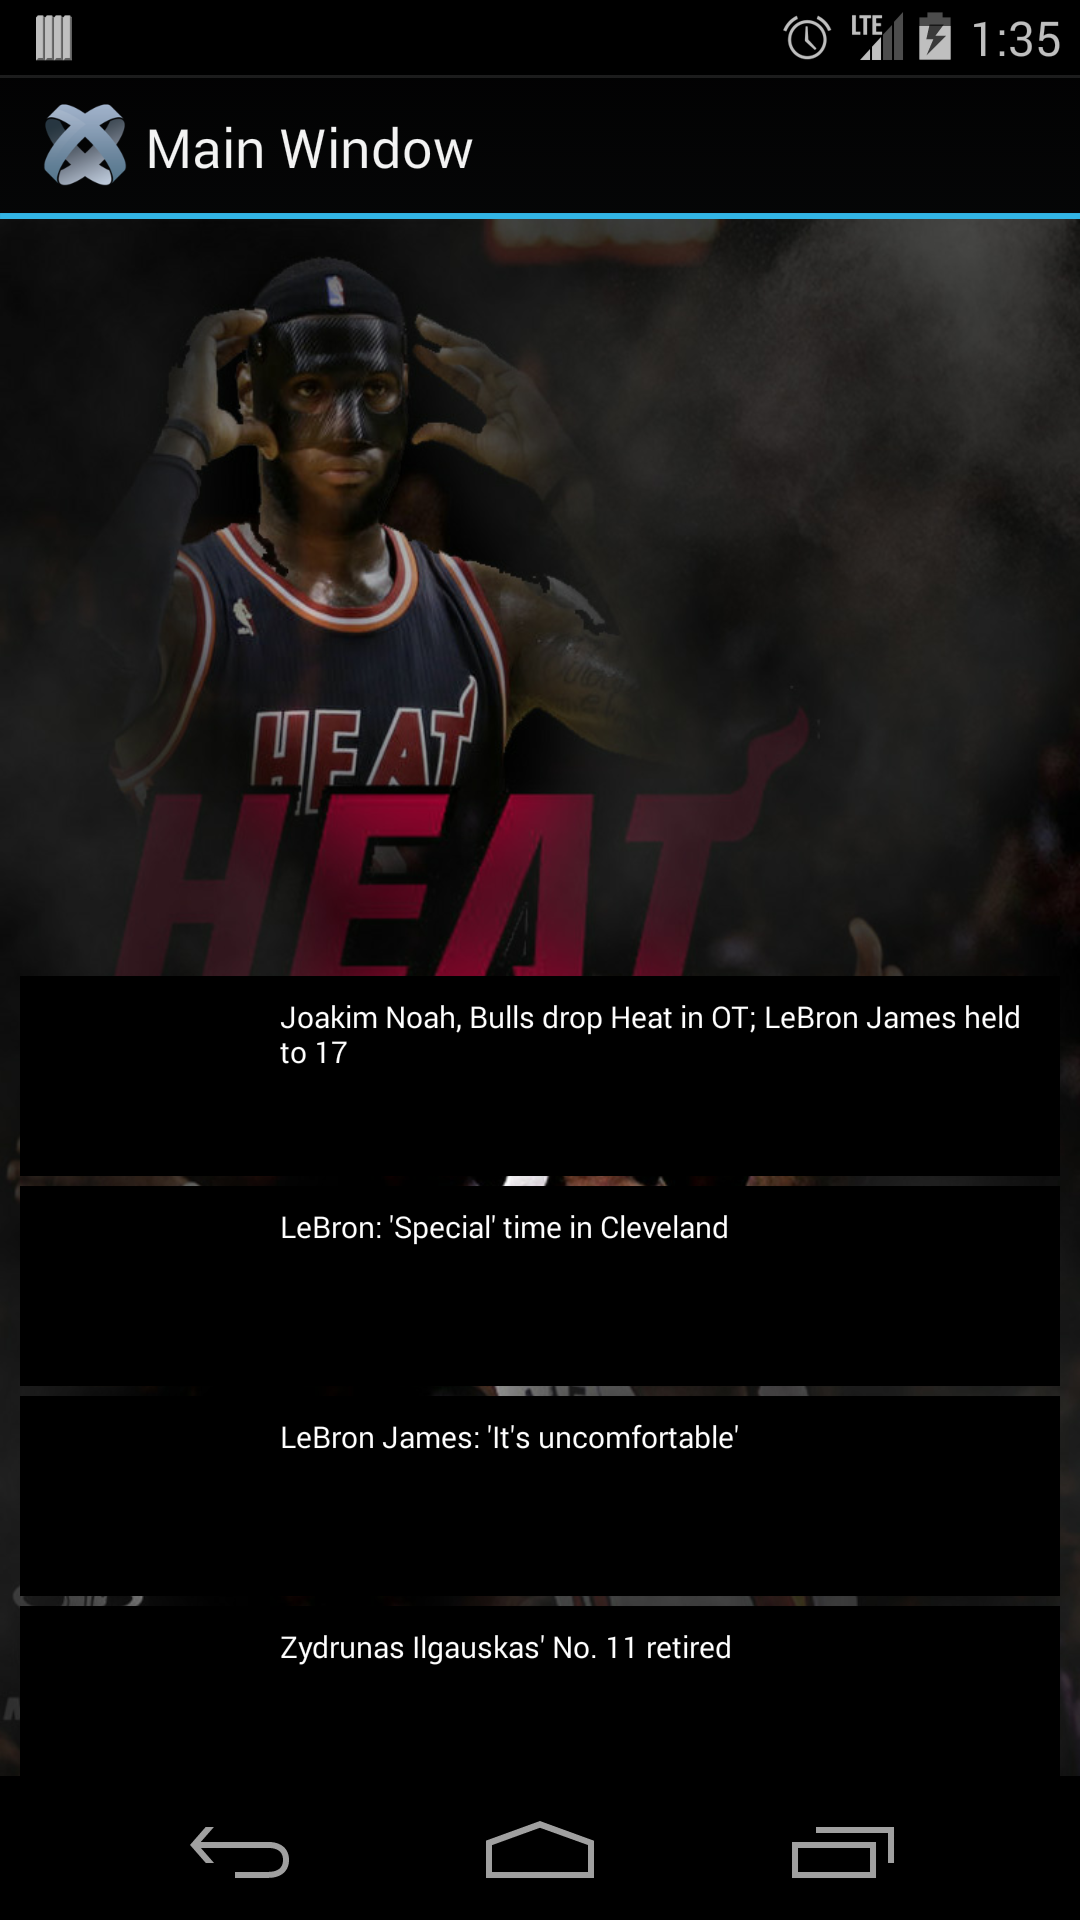 LTE 1:35
Main Window
HEAT
HEAT
Joakim Noah, Bulls drop Heat in OT; LeBron James held
to 17
LeBron: 'Special' time in Cleveland
LeBron James: 'It's uncomfortable'
Zydrunas Ilgauskas' No. 11 retired